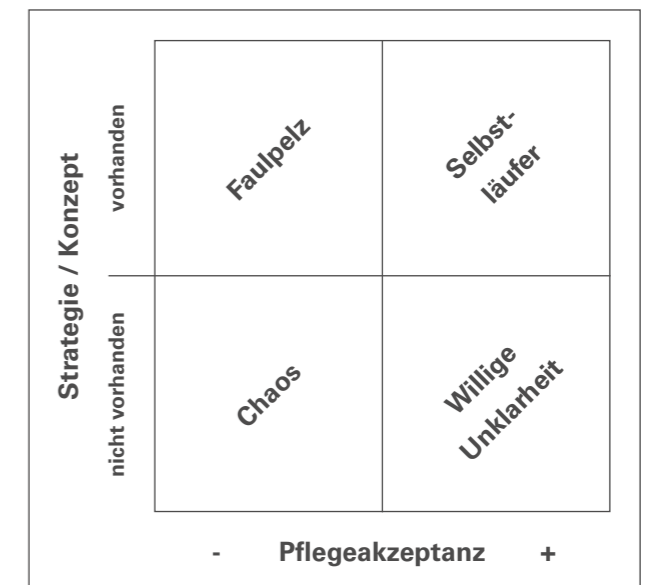 Strategie / Konzept
vorhanden
nicht vorhanden
Faulpelz
Selbst-
läufer
Chaos
Willige
Unklarheit
- Pflegeakzeptanz +